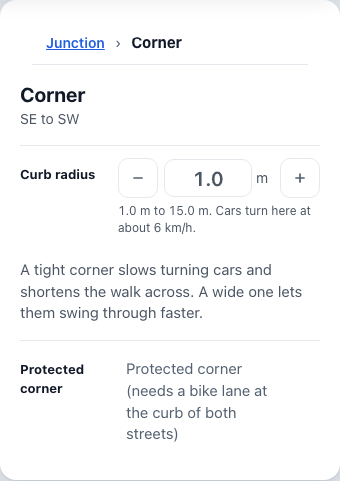 Junction › Corner
Corner
SE to SW
Curb radius − 1.0 m +
1.0 m to 15.0 m. Cars turn here at
about 6 km/h.
A tight corner slows turning cars and
shortens the walk across. A wide one lets
them swing through faster.
Protected corner
Protected corner
(needs a bike lane at
the curb of both
streets)